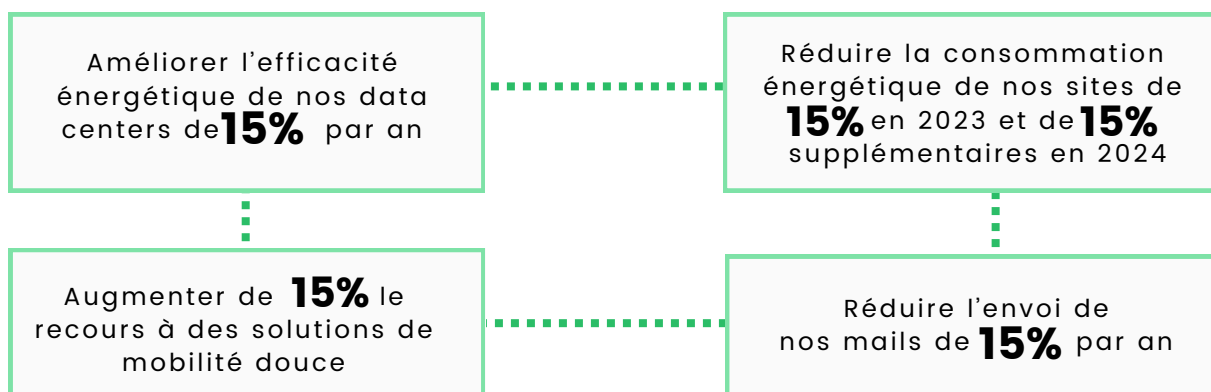 Améliorer l'efficacité
énergétique de nos data
centers de 15% par an
Réduire la consommation
énergétique de nos sites de
15% en 2023 et de 15%
supplémentaires en 2024
Augmenter de 15% le
recours à des solutions de
mobilité douce
Réduire l'envoi de
nos mails de 15% par an